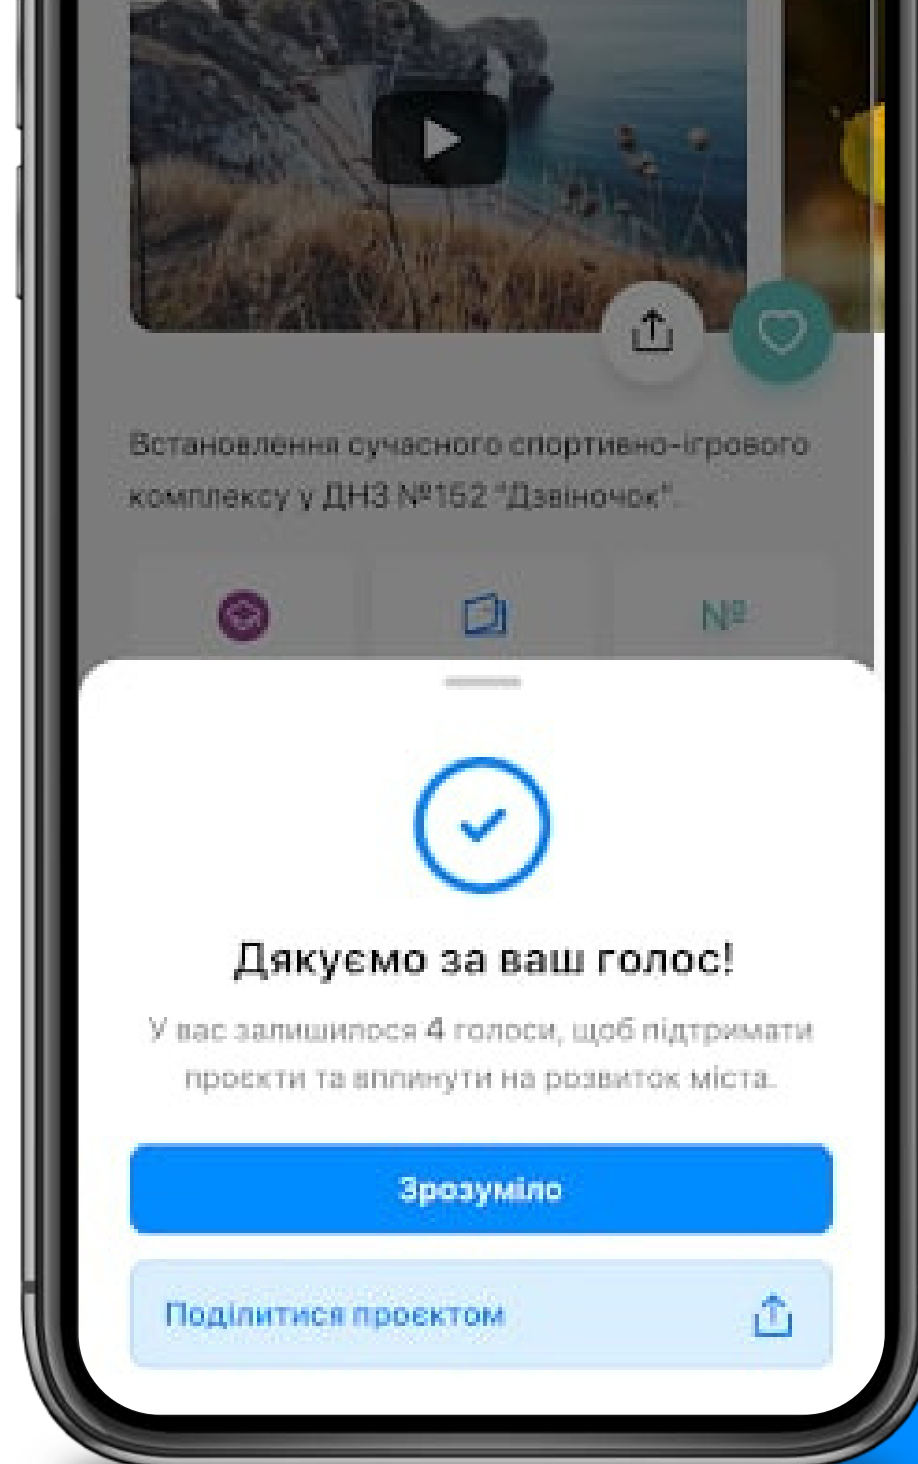 Встановлення сучасного спортивно-ігрового
комплексу у ДНЗ №152 "Дзвіночок".
№
Дякуємо за ваш голос!
У вас залишилося 4 голоси, щоб підтримати
проєкти та вплинути на розвиток міста.
Зрозуміло
Поділитися проєктом